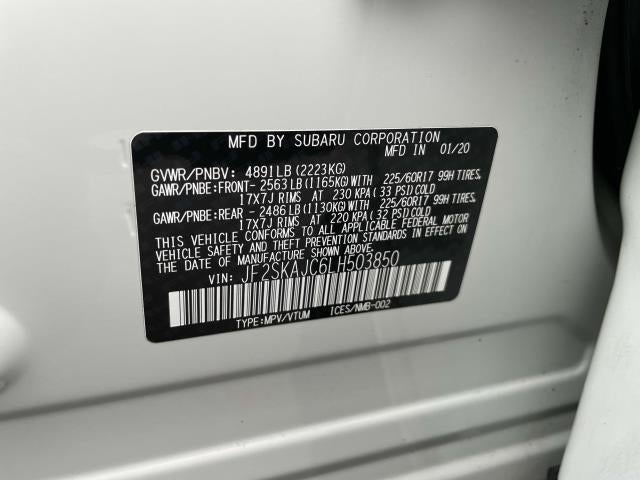 MFD BY SUBARU CORPORATION
MFD IN 01/20
GVWR/PNBV: 4891LB(2223KG)
GAWR/PNBE:FRONT- 2563LB(1165KG)WITH 225/60R17 99H TIRES,
17X7J RIMS AT 230 KPA(33 PSI)COLD
GAWR/PNBE:REAR - 2486LB(1130KG)WITH 225/60R17 99H TIRES,
17X7J RIMS AT 220 KPA(32 PSI)COLD
THIS VEHICLE CONFORMS TO ALL APPLICABLE FEDERAL MOTOR
VEHICLE SAFETY AND THEFT PREVENTION STANDARDS IN EFFECT
ON THE DATE OF MANUFACTURE SHOWN ABOVE.
VIN: JF2SKAJC6LH503850
TYPE:MPV/VTUM ICES/NMB-002